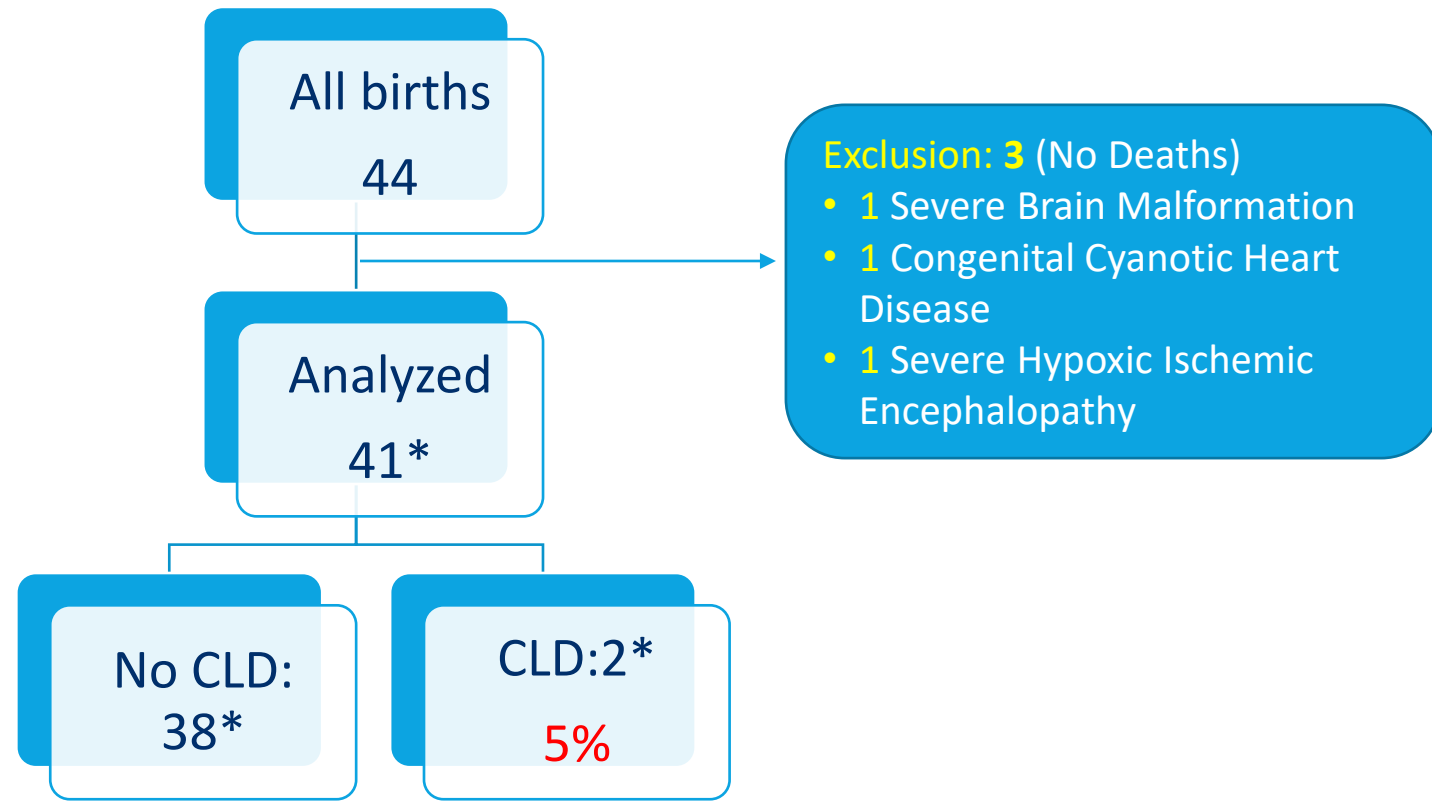 All births
44
Exclusion: 3 (No Deaths)
• 1 Severe Brain Malformation
• 1 Congenital Cyanotic Heart
Disease
• 1 Severe Hypoxic Ischemic
Encephalopathy
Analyzed
41*
No CLD:
38*
CLD:2*
5%